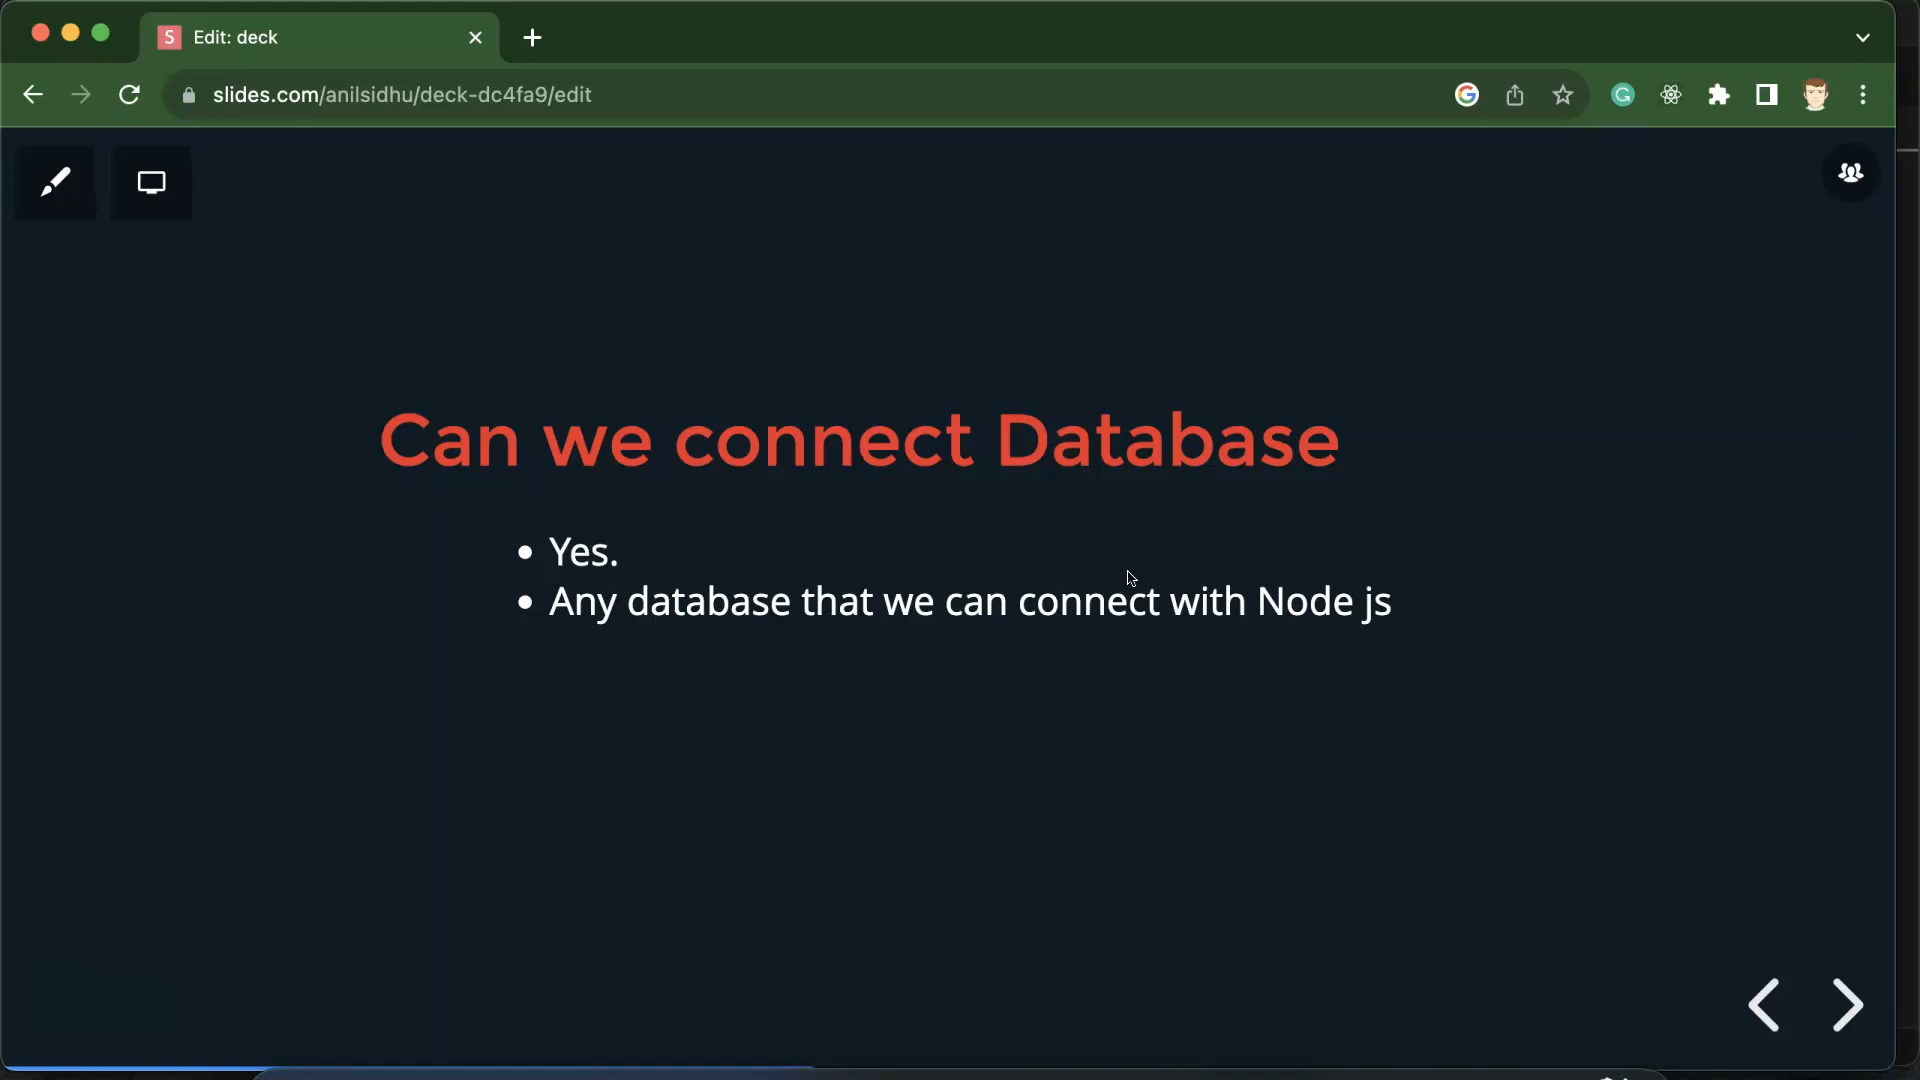 S Edit: deck
slides.com/anilsidhu/deck-dc4fa9/edit
Can we connect Database
• Yes.
• Any database that we can connect with Node js